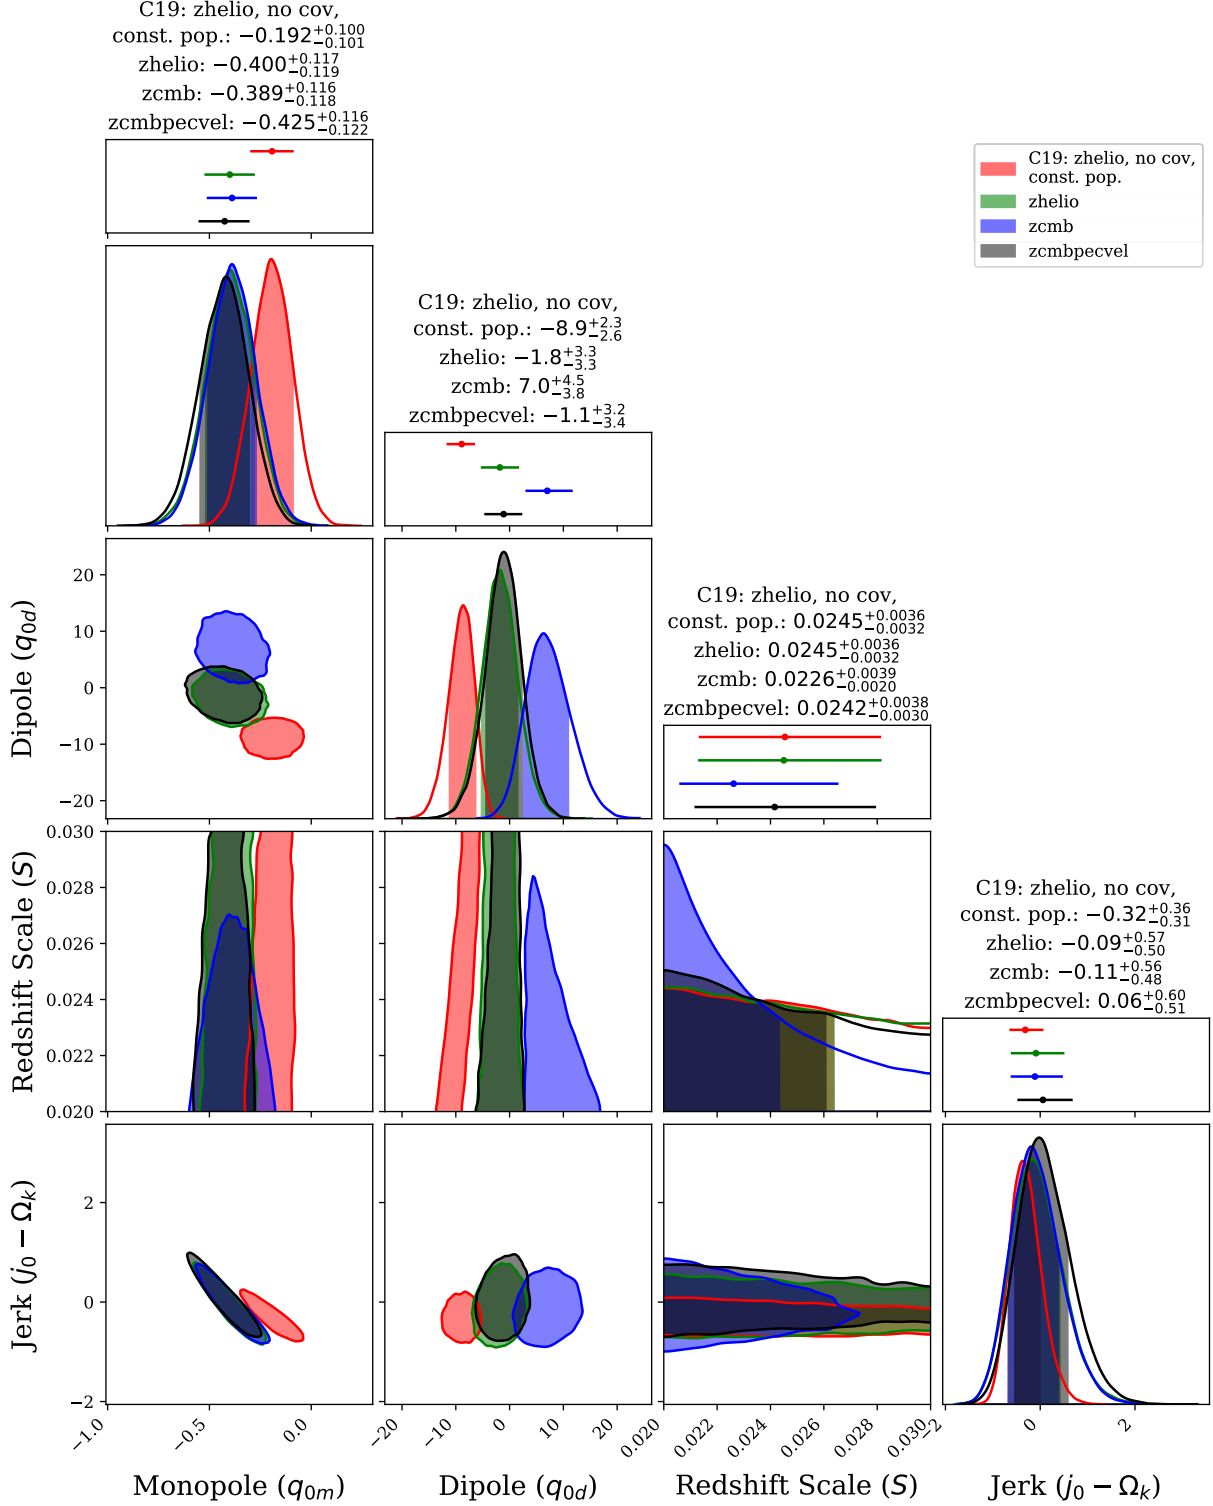 C19: zhelio, no cov,
const. pop.: −0.192 +0.100 −0.101
zhelio: −0.400 +0.117 −0.119
zcmb: −0.389 +0.116 −0.118
zcmbpecvel: −0.425 +0.116 −0.122
C19: zhelio, no cov,
const. pop.
zhelio
zcmb
zcmbpecvel
C19: zhelio, no cov,
const. pop.: −8.9 +2.3 −2.6
zhelio: −1.8 +3.3 −3.3
zcmb: 7.0 +4.5 −3.8
zcmbpecvel: −1.1 +3.2 −3.4
Dipole (q0d)
20
10
0
−10
−20
C19: zhelio, no cov,
const. pop.: 0.0245 +0.0036 −0.0032
zhelio: 0.0245 +0.0036 −0.0032
zcmb: 0.0226 +0.0039 −0.0020
zcmbpecvel: 0.0242 +0.0038 −0.0030
Redshift Scale (S)
0.030
0.028
0.026
0.024
0.022
0.020
C19: zhelio, no cov,
const. pop.: −0.32 +0.36 −0.31
zhelio: −0.09 +0.57 −0.50
zcmb: −0.11 +0.56 −0.48
zcmbpecvel: 0.06 +0.60 −0.51
Jerk (j0 − Ωk)
2
0
−2
−1.0
−0.5
0.0
−20
−10
0
10
20
0.020
0.022
0.024
0.026
0.028
0.030
−2
0
2
Monopole (q0m)
Dipole (q0d)
Redshift Scale (S)
Jerk (j0 − Ωk)